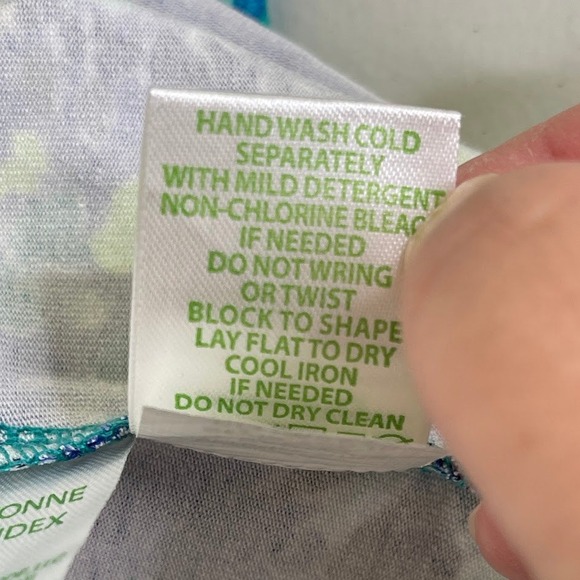 HAND WASH COLD
SEPARATELY
WITH MILD DETERGENT
NON-CHLORINE BLEAC
IF NEEDED
DO NOT WRING
OR TWIST
BLOCK TO SHAPE
LAY FLAT TO DRY
COOL IRON
IF NEEDED
DO NOT DRY CLEAN
ONNE
DEX